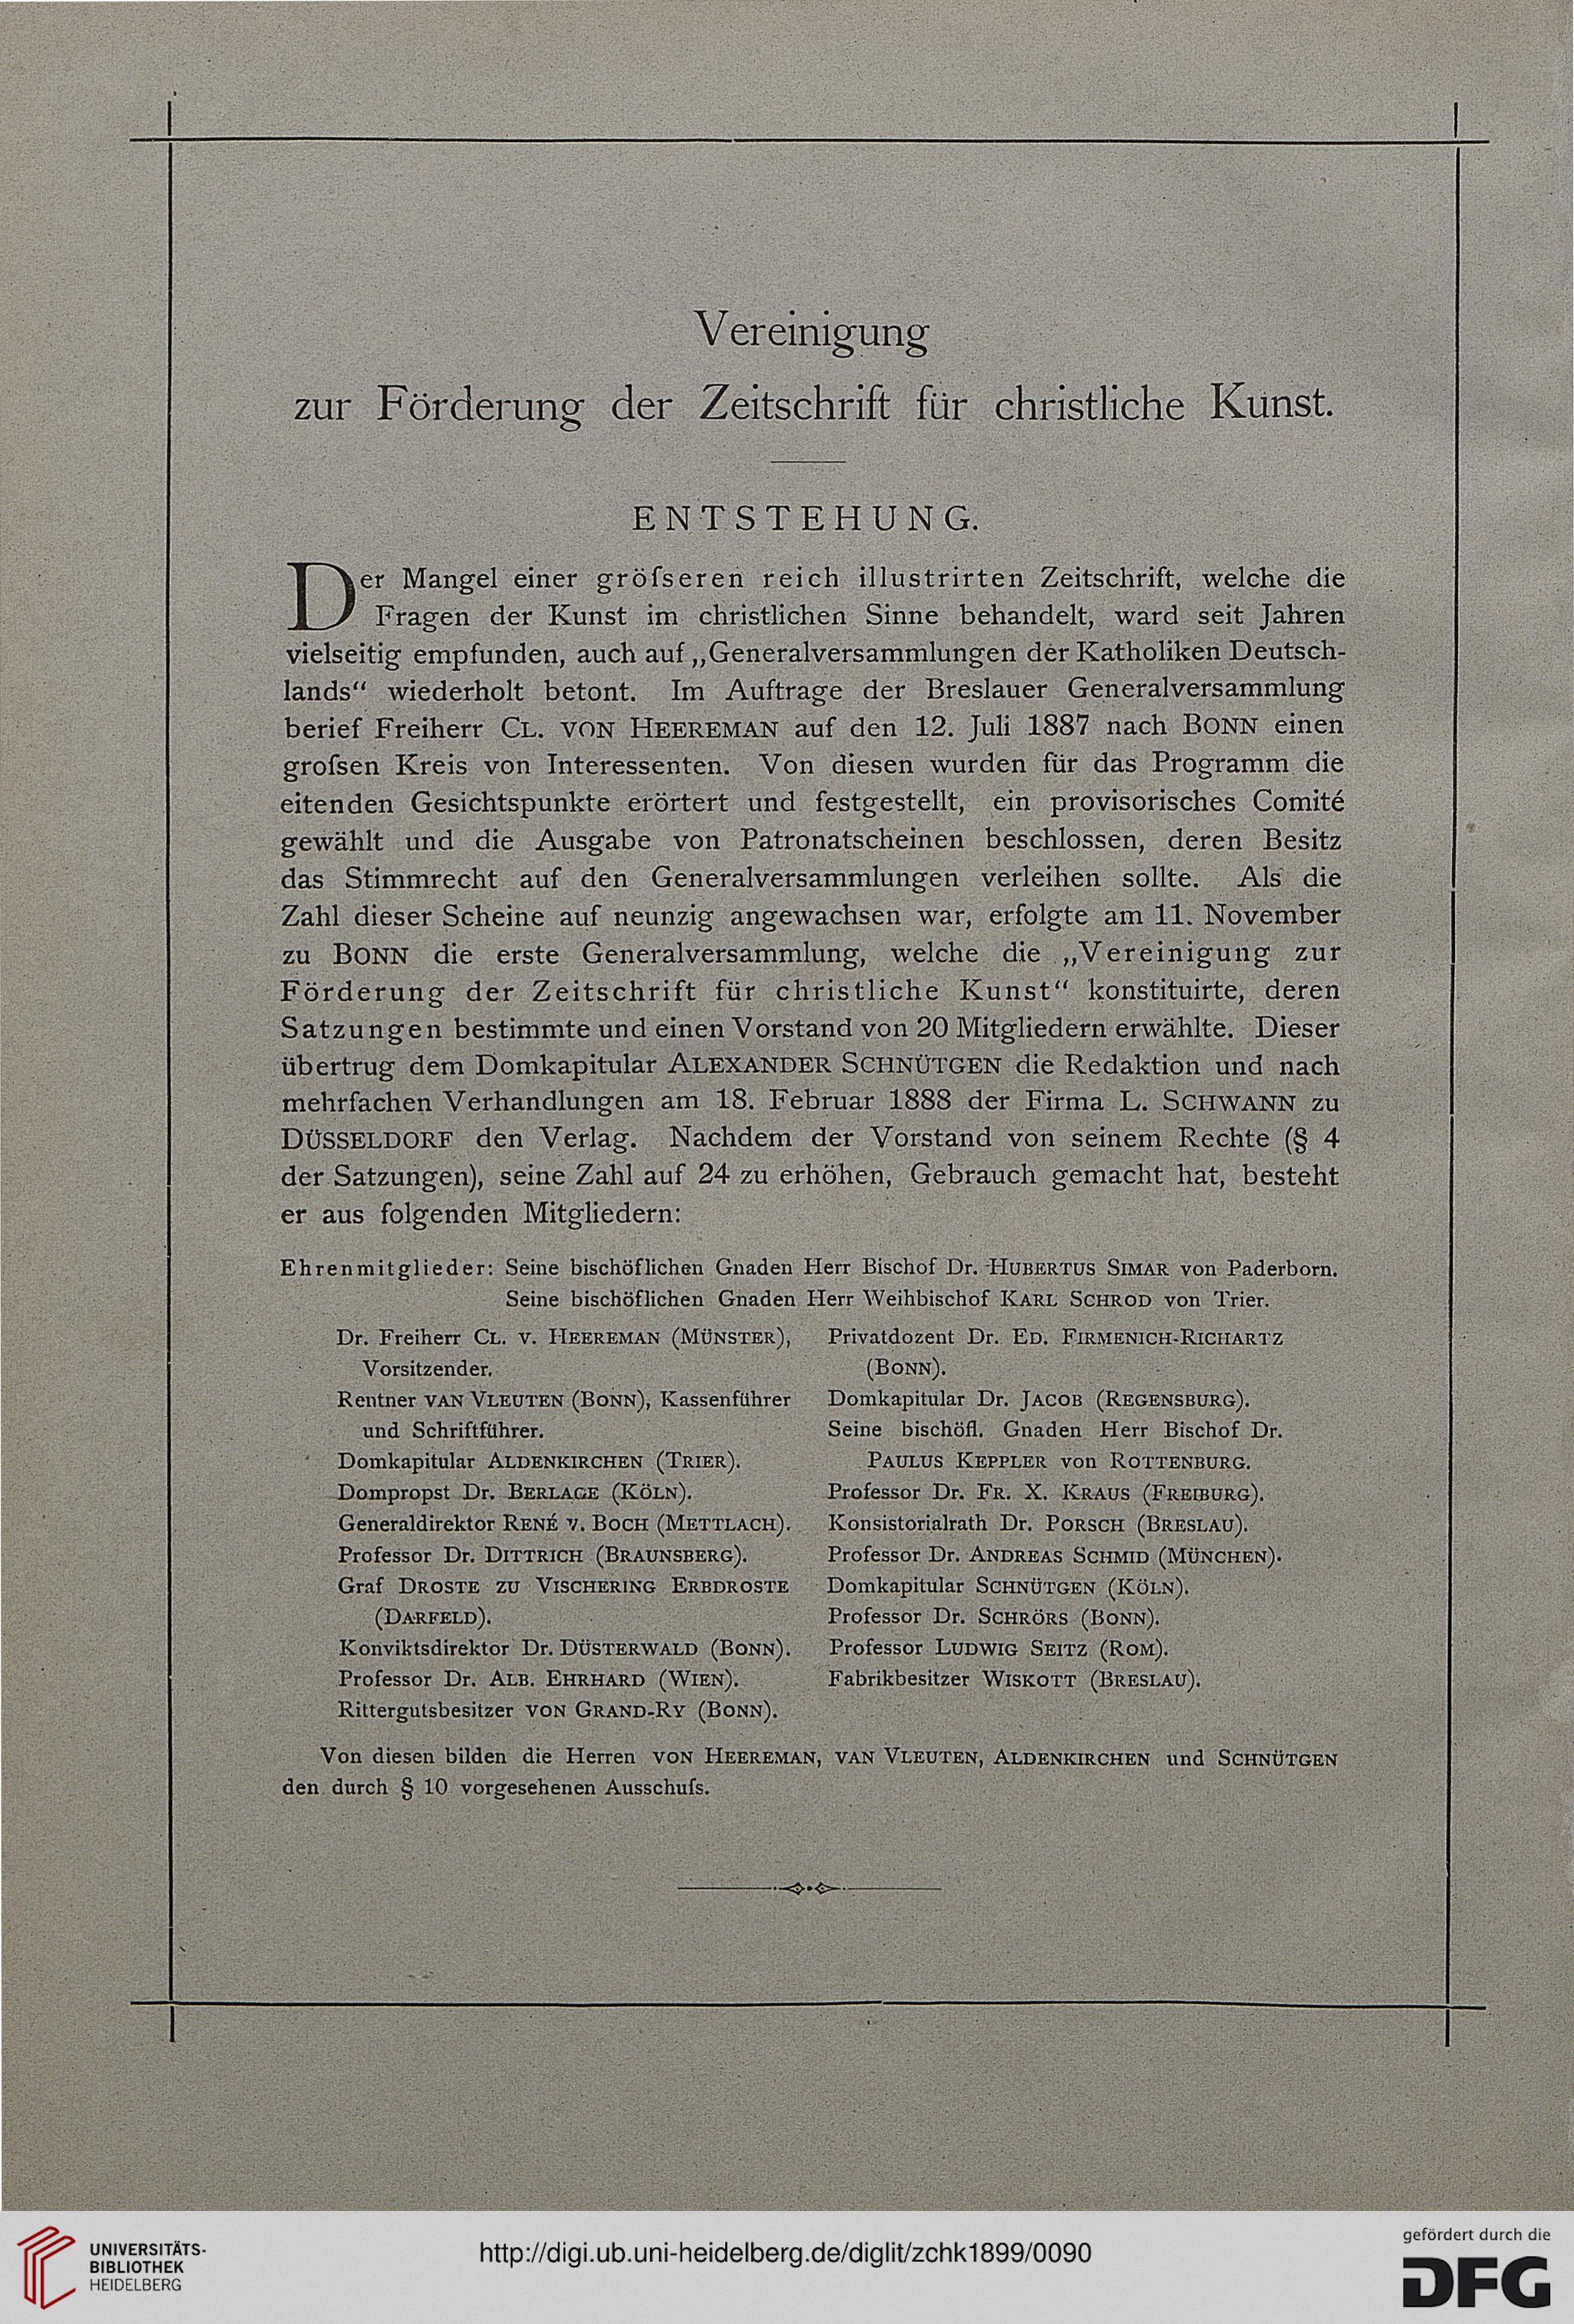 Vereinigung
zur Förderung der Zeitschrift für christliche Kunst.
ENTSTEHUNG.
Der Mangel einer gröfseren reich illustrirten Zeitschrift, welche die
Fragen der Kunst im christlichen Sinne behandelt, ward seit Jahren
vielseitig empfunden, auch auf „Generalversammlungen der Katholiken Deutsch-
lands“ wiederholt betont. Im Auftrage der Breslauer Generalversammlung
berief Freiherr CL. VON HEEREMAN auf den 12. Juli 1887 nach BONN einen
grofsen Kreis von Interessenten. Von diesen wurden für das Programm die
eitenden Gesichtspunkte erörtert und festgestellt, ein provisorisches Comité
gewählt und die Ausgabe von Patronatscheinen beschlossen, deren Besitz
das Stimmrecht auf den Generalversammlungen verleihen sollte. Als die
Zahl dieser Scheine auf neunzig angewachsen war, erfolgte am 11. November
zu BONN die erste Generalversammlung, welche die „Vereinigung zur
Förderung der Zeitschrift für christliche Kunst“ konstituirte, deren
Satzungen bestimmte und einen Vorstand von 20 Mitgliedern erwählte. Dieser
übertrug dem Domkapitular ALEXANDER SCHNÜTGEN die Redaktion und nach
mehrfachen Verhandlungen am 18. Februar 1888 der Firma L. SCHWANN zu
DÜSSELDORF den Verlag. Nachdem der Vorstand von seinem Rechte (§ 4
der Satzungen), seine Zahl auf 24 zu erhöhen, Gebrauch gemacht hat, besteht
er aus folgenden Mitgliedern:
Ehrenmitglieder: Seine bischöflichen Gnaden Herr Bischof Dr. HUBERTUS SIMAR von Paderborn.
Seine bischöflichen Gnaden Herr Weihbischof KARL SCHROD von Trier.
Dr. Freiherr CL. V. HEEREMAN (MÜNSTER),
Vorsitzender.
Rentner VAN VLEUTEN (BONN), Kassenführer
und Schriftführer.
Domkapitular ALDENKIRCHEN (TRIER).
Dompropst Dr. BERLAGE (KÖLN).
Generaldirektor RENÉ V. BOCH (METTLACH).
Professor Dr. DITTRICH (BRAUNSBERG).
Graf DROSTE ZU VISCHERING ERBDROSTE
(DARFELD).
Konviktsdirektor Dr. DÜSTERWALD (BONN).
Professor Dr. ALB. EHRHARD (WIEN).
Rittergutsbesitzer VON GRAND-RY (BONN).
Privatdozent Dr. ED. FIRMENICH-RICHARTZ
(BONN).
Domkapitular Dr. JACOB (REGENSBURG).
Seine bischöfl. Gnaden Herr Bischof Dr.
PAULUS KEPPLER von ROTTENBURG.
Professor Dr. FR. X. KRAUS (FREIBURG).
Konsistorialrath Dr. PORSCH (BRESLAU).
Professor Dr. ANDREAS SCHMID (MÜNCHEN).
Domkapitular SCHNÜTGEN (KÖLN).
Professor Dr. SCHRÖRS (BONN).
Professor LUDWIG SEITZ (ROM).
Fabrikbesitzer WISKOTT (BRESLAU).
Von diesen bilden die Herren VON HEEREMAN, VAN VLEUTEN, ALDENKIRCHEN und SCHNÜTGEN
den durch § 10 vorgesehenen Ausschufs.
UNIVERSITÄTS-
BIBLIOTHEK
HEIDELBERG
http://digi.ub.uni-heidelberg.de/diglit/zchk1899/0090
gefördert durch die
DFG